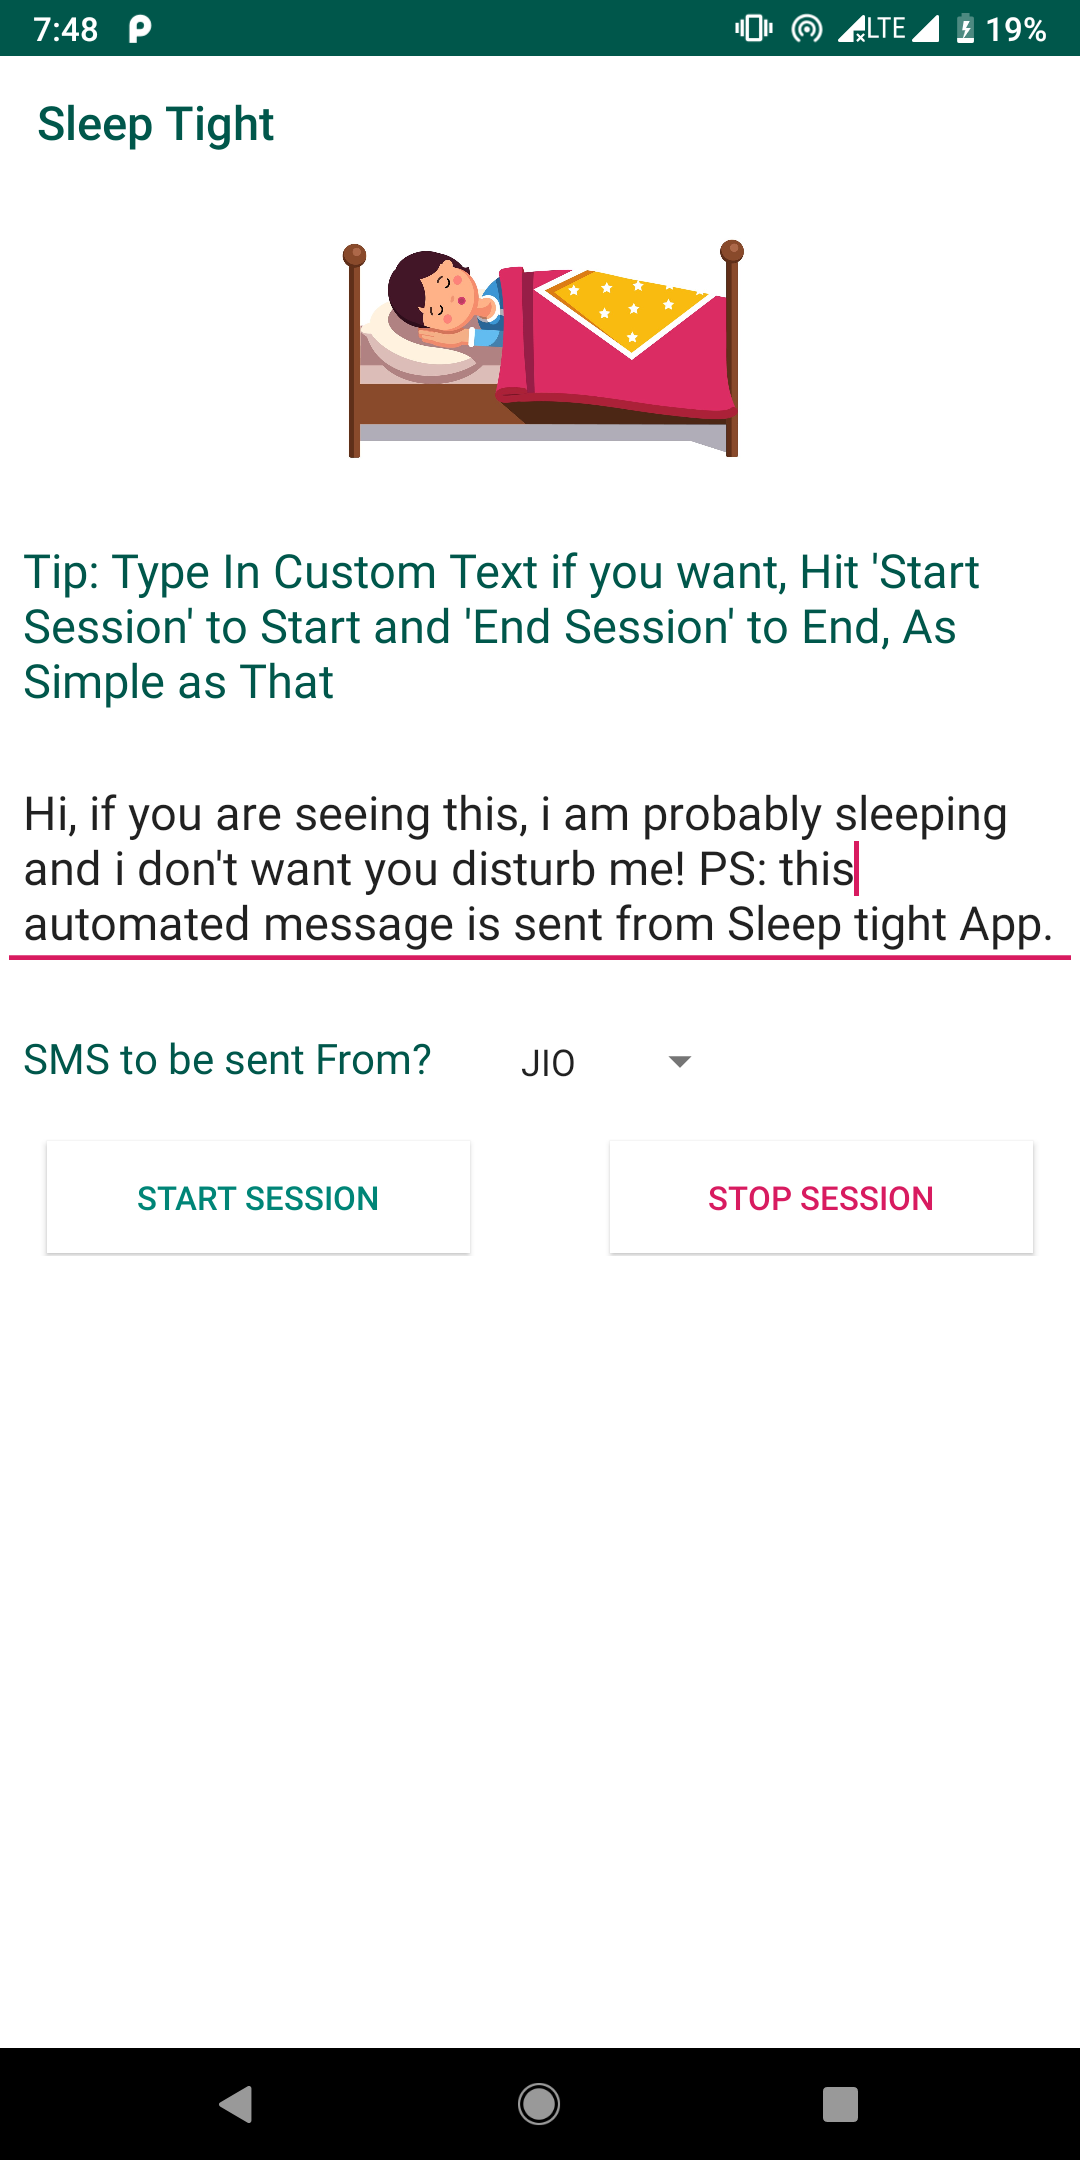 7:48 LTE 19%
Sleep Tight
Tip: Type In Custom Text if you want, Hit 'Start
Session' to Start and 'End Session' to End, As
Simple as That
Hi, if you are seeing this, i am probably sleeping
and i don't want you disturb me! PS: this
automated message is sent from Sleep tight App.
SMS to be sent From? JIO
START SESSION STOP SESSION